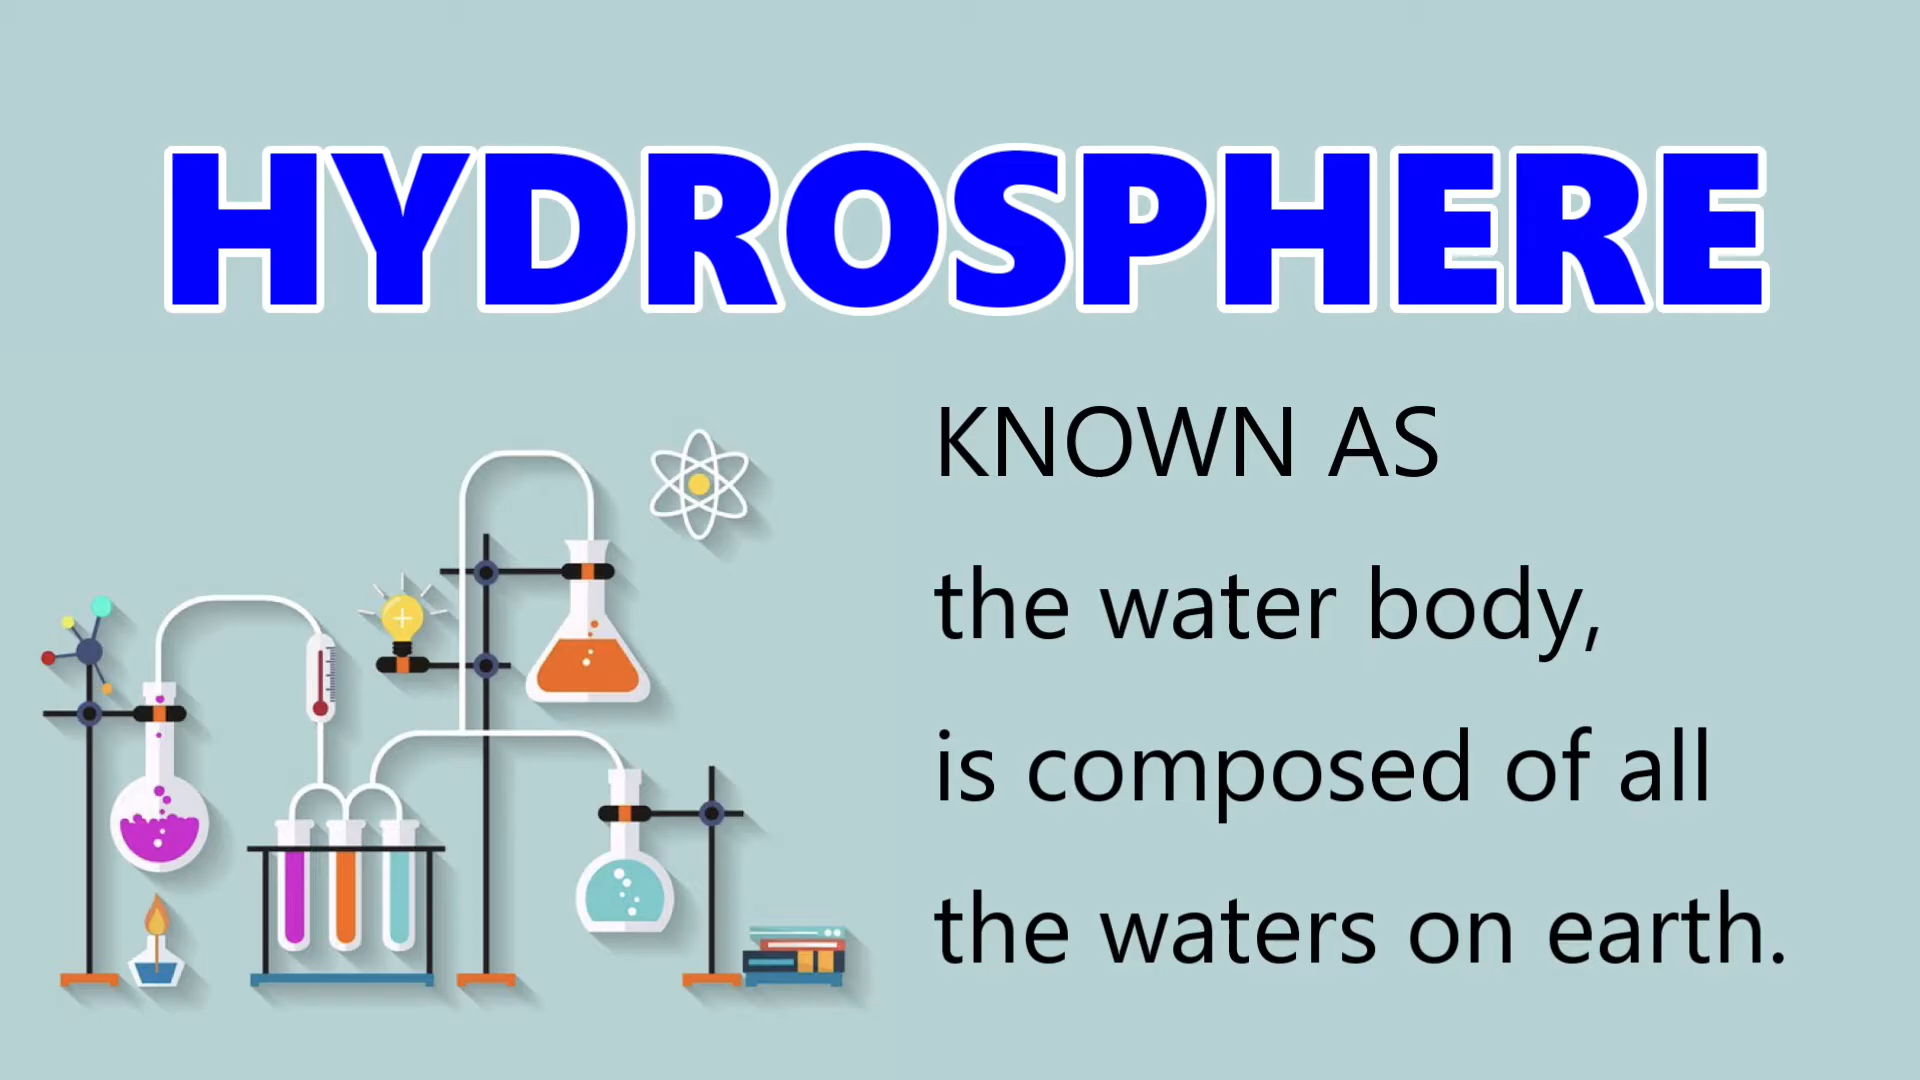 HYDROSPHERE
KNOWN AS
the water body,
is composed of all
the waters on earth.